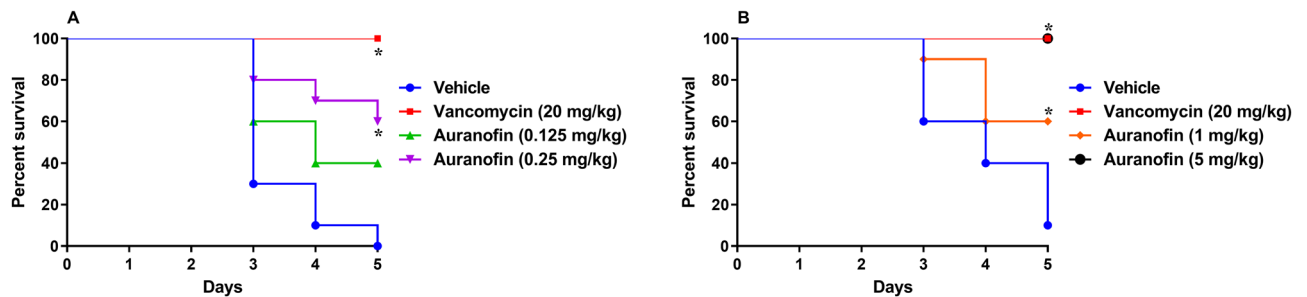 A
Percent survival
100
80
60
40
20
0
0 1 2 3 4 5
Days
*
*
Vehicle
Vancomycin (20 mg/kg)
Auranofin (0.125 mg/kg)
Auranofin (0.25 mg/kg)
B
Percent survival
100
80
60
40
20
0
0 1 2 3 4 5
Days
*
*
Vehicle
Vancomycin (20 mg/kg)
Auranofin (1 mg/kg)
Auranofin (5 mg/kg)